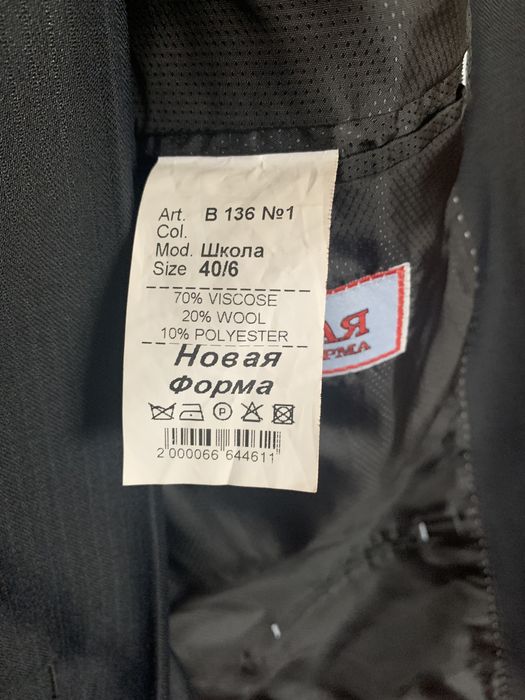 Art. B 136 №1
Col.
Mod. Школа
Size 40/6
70% VISCOSE
20% WOOL
10% POLYESTER
Новая
Форма
P
2 000066 644611
АЯ
РМА